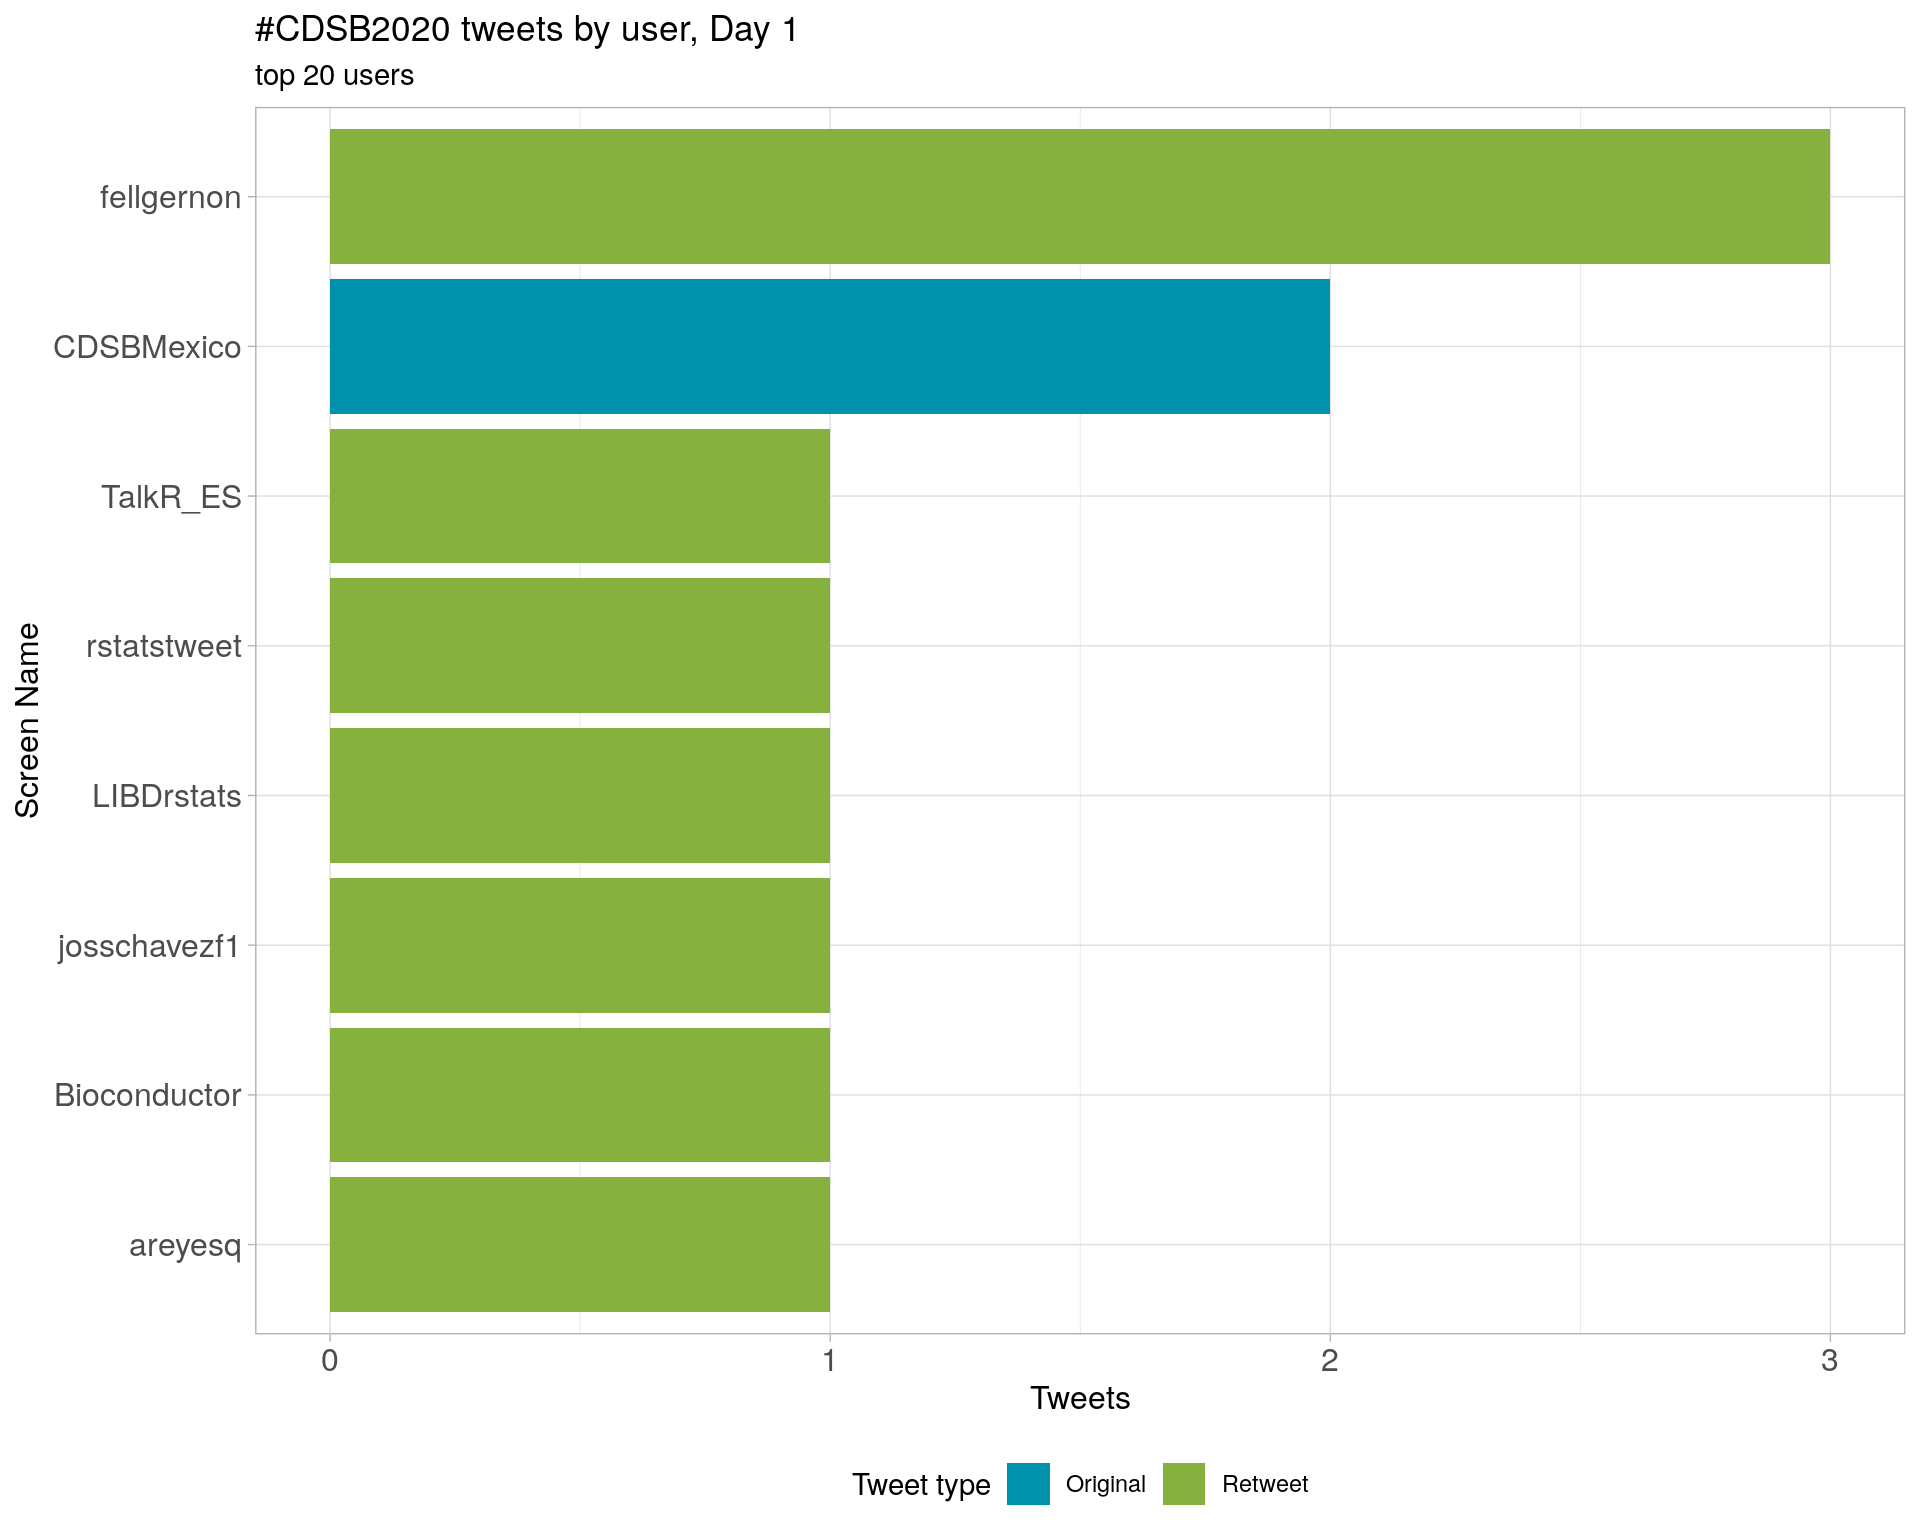 #CDSB2020 tweets by user, Day 1
top 20 users
Screen Name
fellgernon
CDSBMexico
TalkR_ES
rstatstweet
LIBDrstats
josschavezf1
Bioconductor
areyesq
0 1 2 3
Tweets
Tweet type Original Retweet